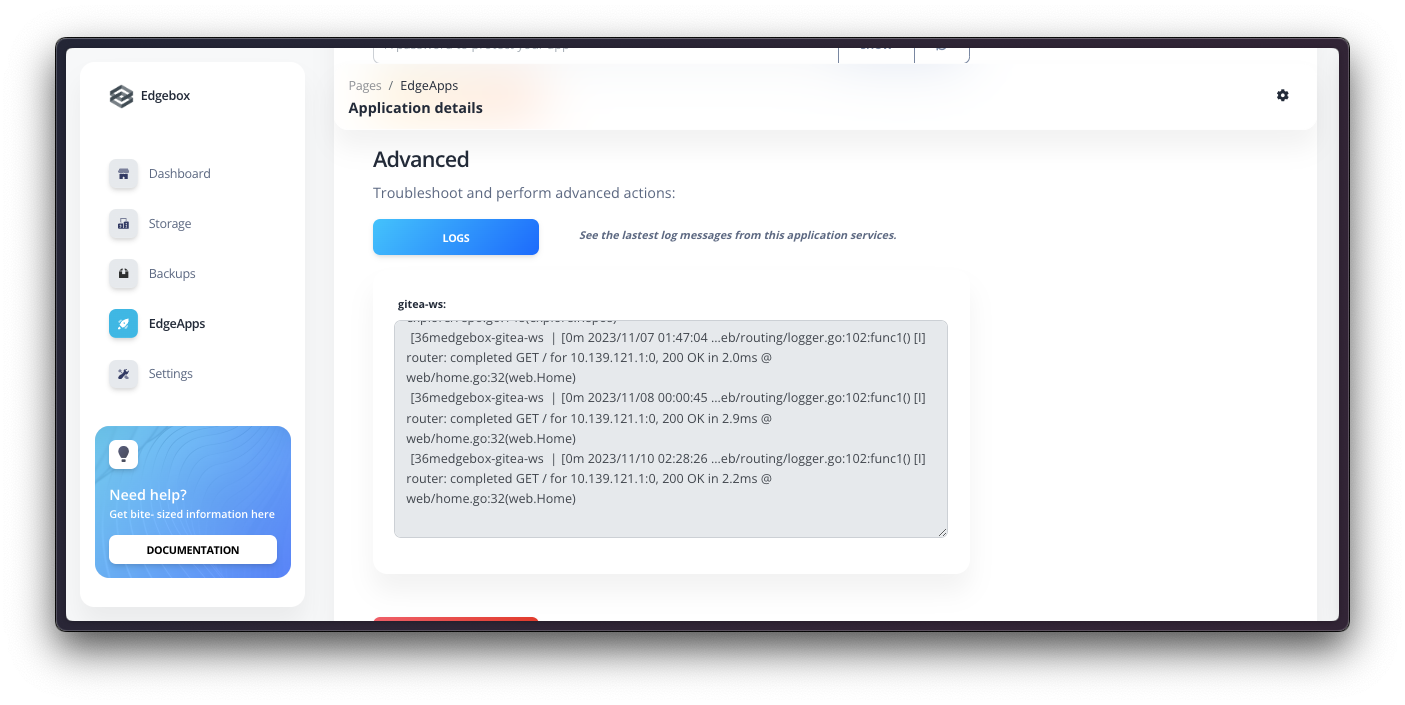 Edgebox
Dashboard
Storage
Backups
EdgeApps
Settings
Need help?
Get bite- sized information here
DOCUMENTATION
Pages / EdgeApps
Application details
Advanced
Troubleshoot and perform advanced actions:
LOGS
See the lastest log messages from this application services.
gitea-ws:
[36medgebox-gitea-ws | [0m 2023/11/07 01:47:04 ...eb/routing/logger.go:102:func1() [I]
router: completed GET / for 10.139.121.1:0, 200 OK in 2.0ms @
web/home.go:32(web.Home)
[36medgebox-gitea-ws | [0m 2023/11/08 00:00:45 ...eb/routing/logger.go:102:func1() [I]
router: completed GET / for 10.139.121.1:0, 200 OK in 2.9ms @
web/home.go:32(web.Home)
[36medgebox-gitea-ws | [0m 2023/11/10 02:28:26 ...eb/routing/logger.go:102:func1() [I]
router: completed GET / for 10.139.121.1:0, 200 OK in 2.2ms @
web/home.go:32(web.Home)